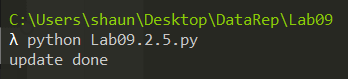 C:\Users\shaun\Desktop\DataRep\Lab09
λ python Lab09.2.5.py
update done